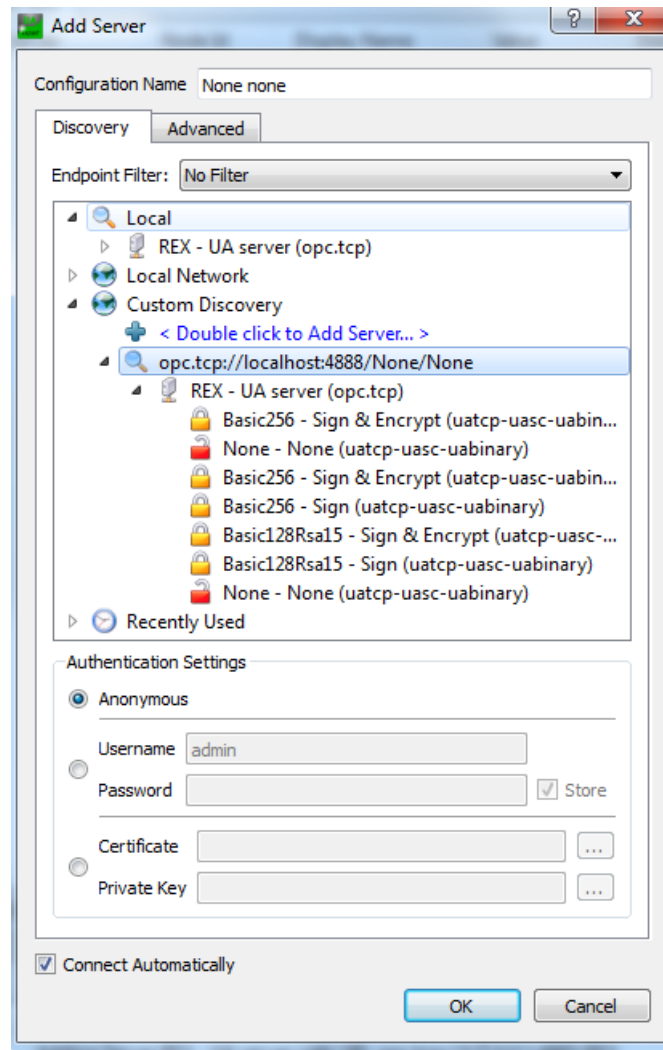 Add Server
?
x
Configuration Name None none
Discovery Advanced
Endpoint Filter: No Filter
Local
REX - UA server (opc.tcp)
Local Network
Custom Discovery
< Double click to Add Server... >
opc.tcp://localhost:4888/None/None
REX - UA server (opc.tcp)
Basic256 - Sign & Encrypt (uatcp-uasc-uabin...
None - None (uatcp-uasc-uabinary)
Basic256 - Sign & Encrypt (uatcp-uasc-uabin...
Basic256 - Sign (uatcp-uasc-uabinary)
Basic128Rsa15 - Sign & Encrypt (uatcp-uasc-...
Basic128Rsa15 - Sign (uatcp-uasc-uabinary)
None - None (uatcp-uasc-uabinary)
Recently Used
Authentication Settings
Anonymous
Username admin
Password Store
Certificate ...
Private Key ...
Connect Automatically
OK Cancel